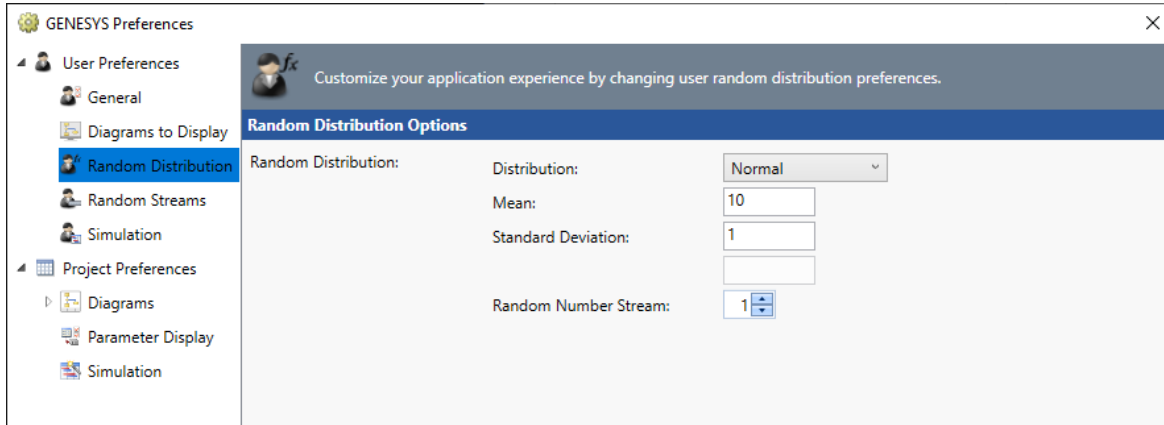 GENESYS Preferences
User Preferences
General
Diagrams to Display
Random Distribution
Random Streams
Simulation
Project Preferences
Diagrams
Parameter Display
Simulation
fx
Customize your application experience by changing user random distribution preferences.
Random Distribution Options
Random Distribution:
Distribution: Normal
Mean: 10
Standard Deviation: 1
Random Number Stream: 1